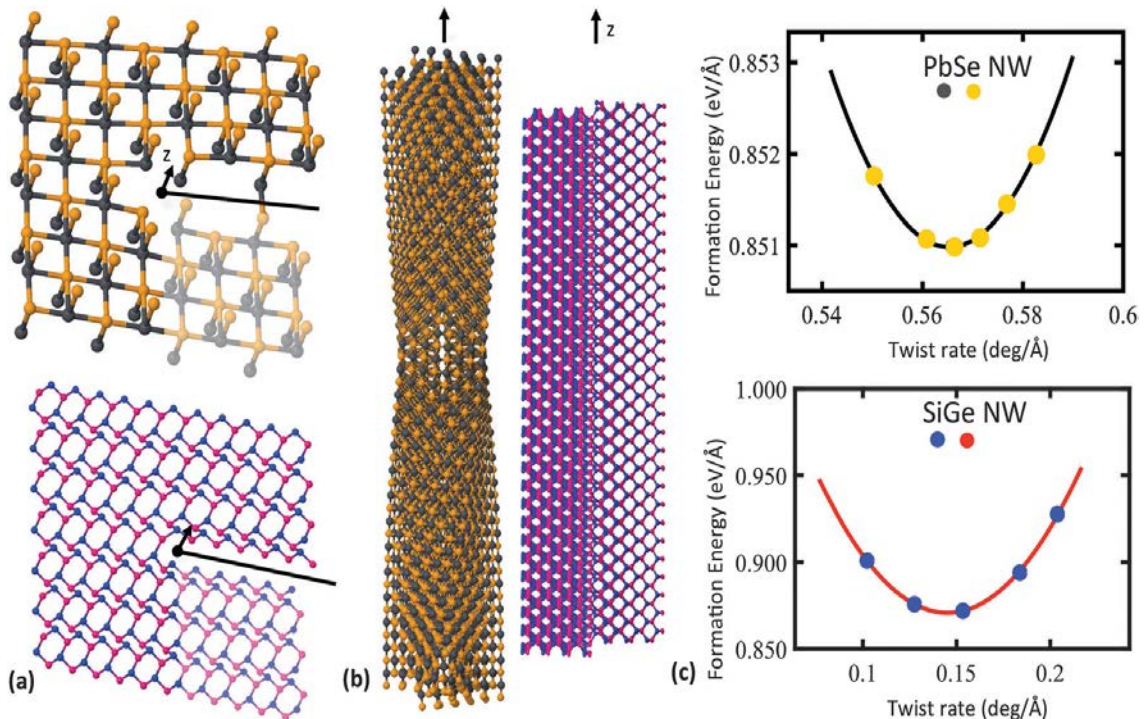 z
(a)
z
z
(b)
(c)
Formation Energy (eV/Å)
0.853
0.852
0.851
PbSe NW
0.54
0.56
0.58
Twist rate (deg/Å)
Formation Energy (eV/Å)
1.000
0.950
0.900
0.850
SiGe NW
0.1
0.15
0.2
Twist rate (deg/Å)